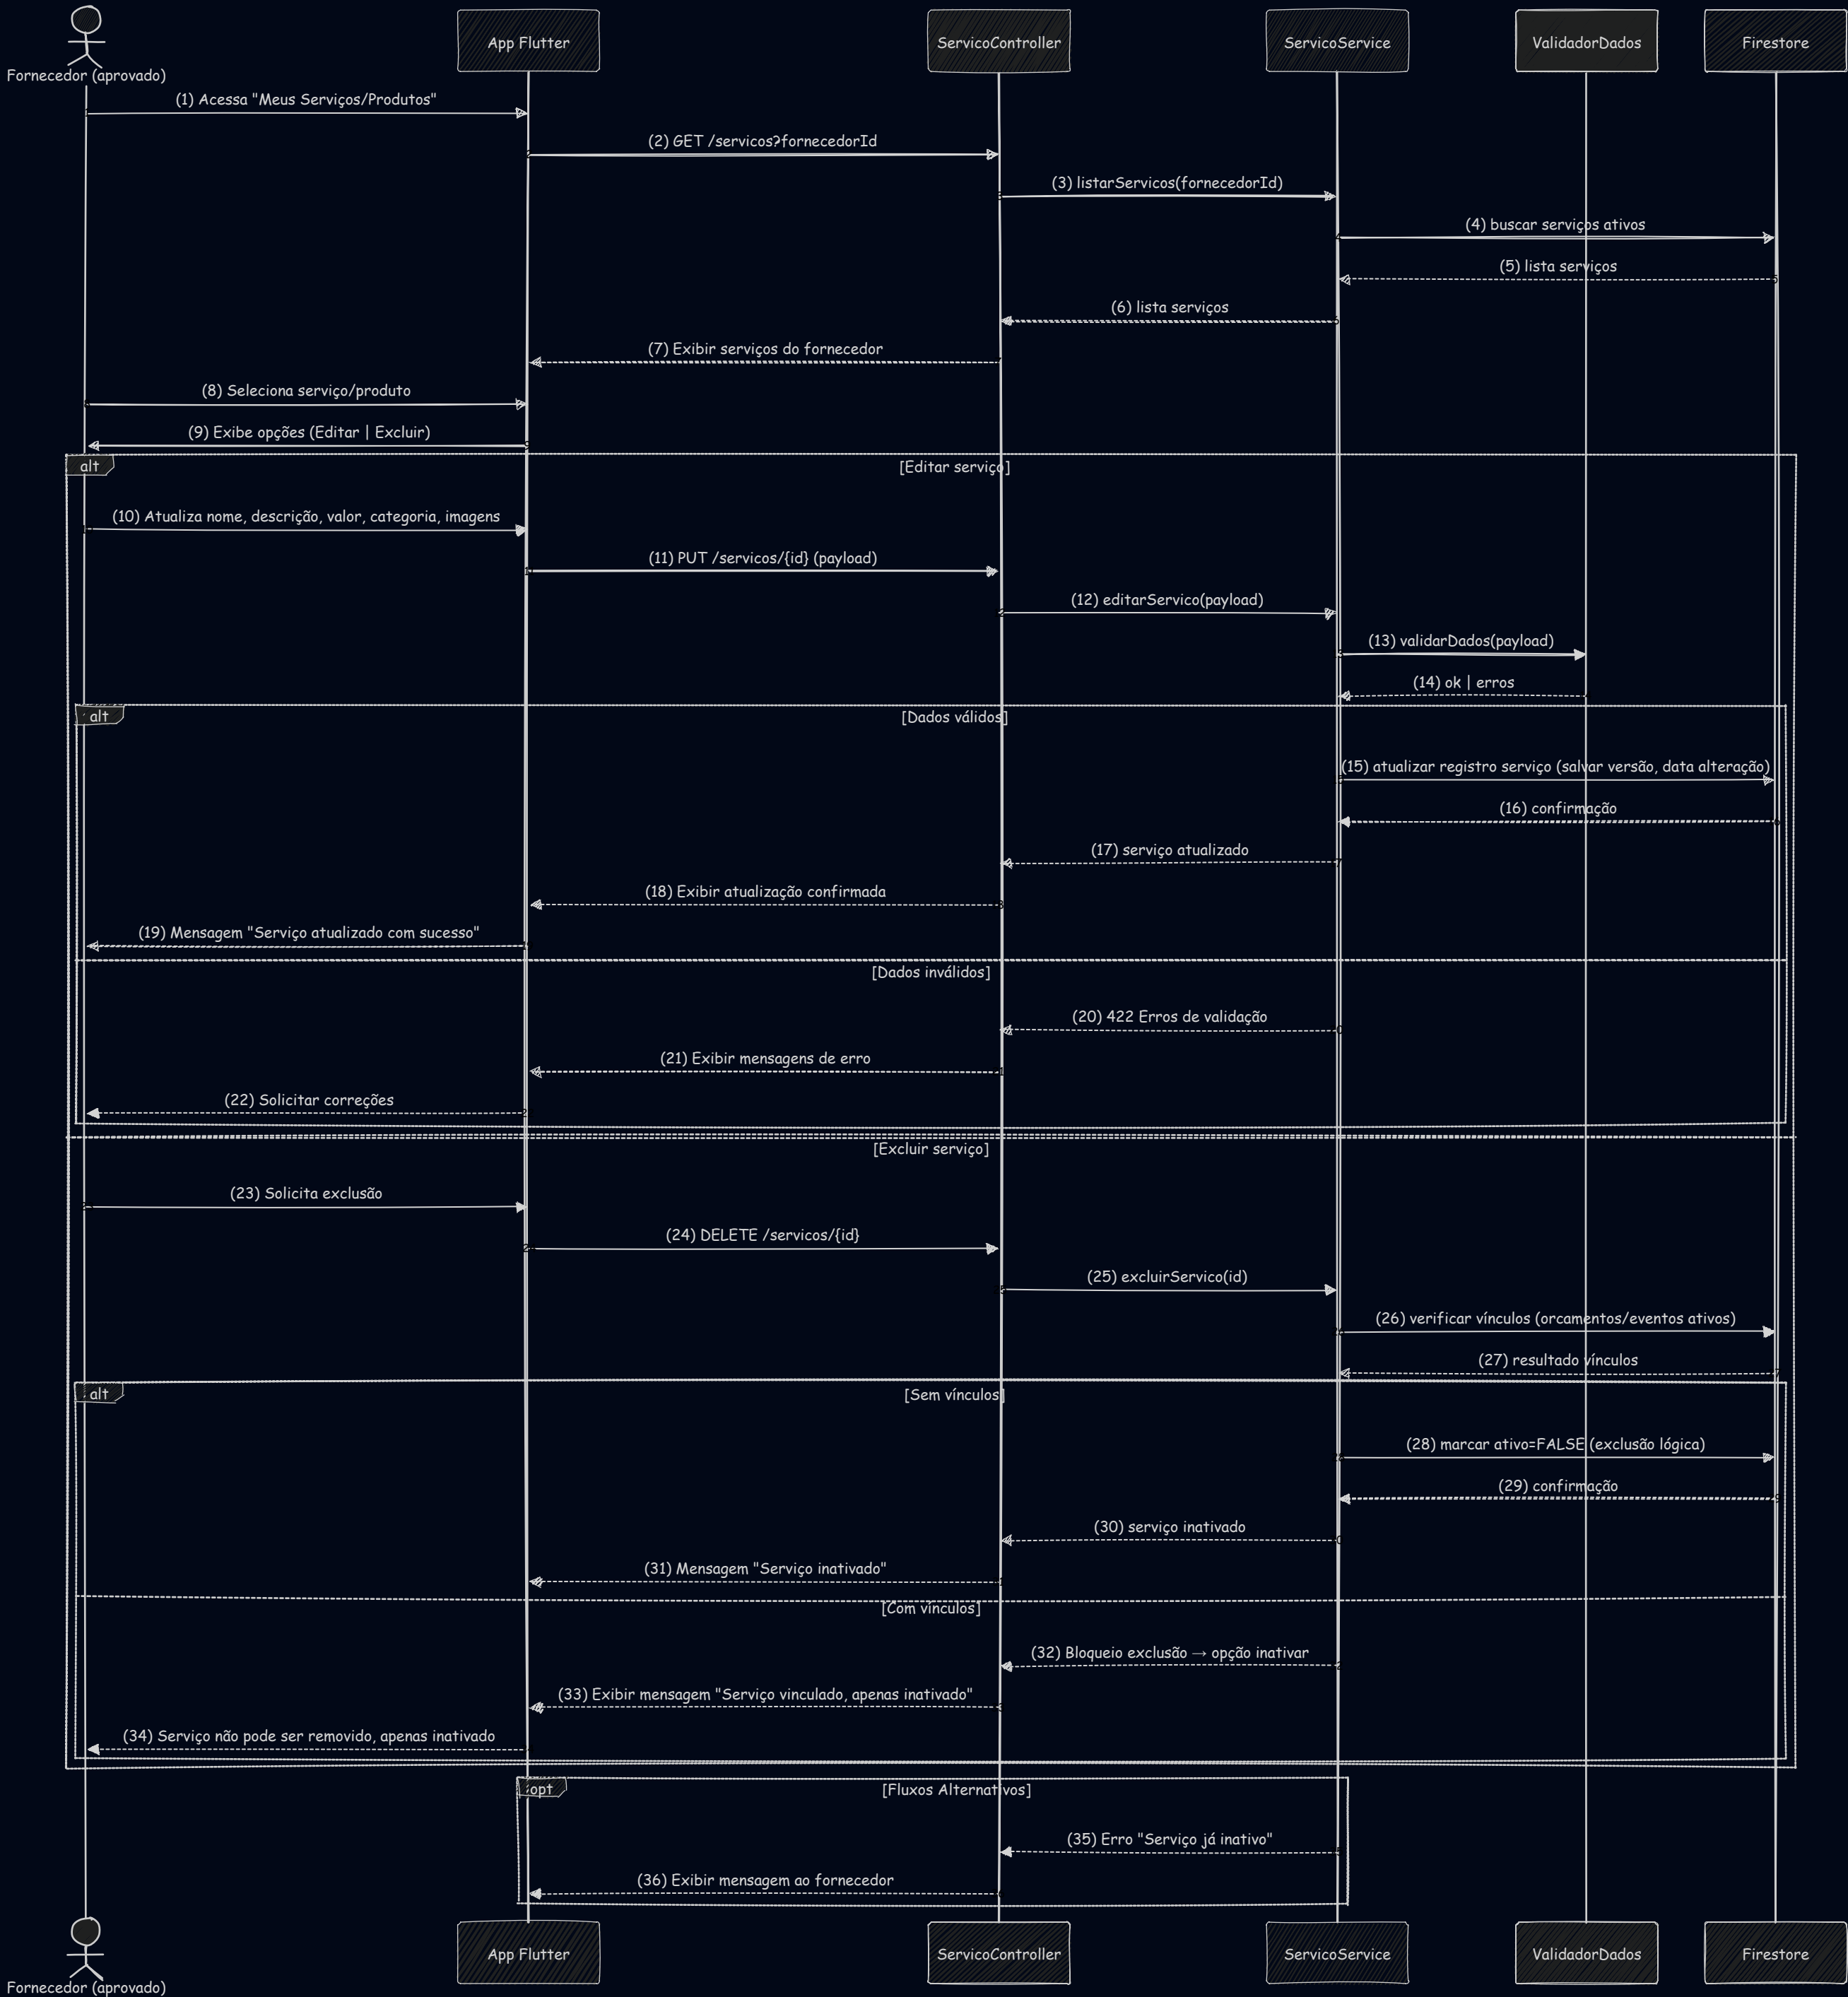 Fornecedor (aprovado)
App Flutter
ServicoController
ServicoService
ValidadorDados
Firestore
(1) Acessa "Meus Serviços/Produtos"
(2) GET /servicos?fornecedorId
(3) listarServicos(fornecedorId)
(4) buscar serviços ativos
(5) lista serviços
(6) lista serviços
(7) Exibir serviços do fornecedor
(8) Seleciona serviço/produto
(9) Exibe opções (Editar | Excluir)
alt
[Editar serviço]
(10) Atualiza nome, descrição, valor, categoria, imagens
(11) PUT /servicos/{id} (payload)
(12) editarServico(payload)
(13) validarDados(payload)
(14) ok | erros
alt
[Dados válidos]
(15) atualizar registro serviço (salvar versão, data alteração)
(16) confirmação
(17) serviço atualizado
(18) Exibir atualização confirmada
(19) Mensagem "Serviço atualizado com sucesso"
[Dados inválidos]
(20) 422 Erros de validação
(21) Exibir mensagens de erro
(22) Solicitar correções
[Excluir serviço]
(23) Solicita exclusão
(24) DELETE /servicos/{id}
(25) excluirServico(id)
(26) verificar vínculos (orcamentos/eventos ativos)
(27) resultado vínculos
alt
[Sem vínculos]
(28) marcar ativo=FALSE (exclusão lógica)
(29) confirmação
(30) serviço inativado
(31) Mensagem "Serviço inativado"
[Com vínculos]
(32) Bloqueio exclusão → opção inativar
(33) Exibir mensagem "Serviço vinculado, apenas inativado"
(34) Serviço não pode ser removido, apenas inativado
opt
[Fluxos Alternativos]
(35) Erro "Serviço já inativo"
(36) Exibir mensagem ao fornecedor
Fornecedor (aprovado)
App Flutter
ServicoController
ServicoService
ValidadorDados
Firestore